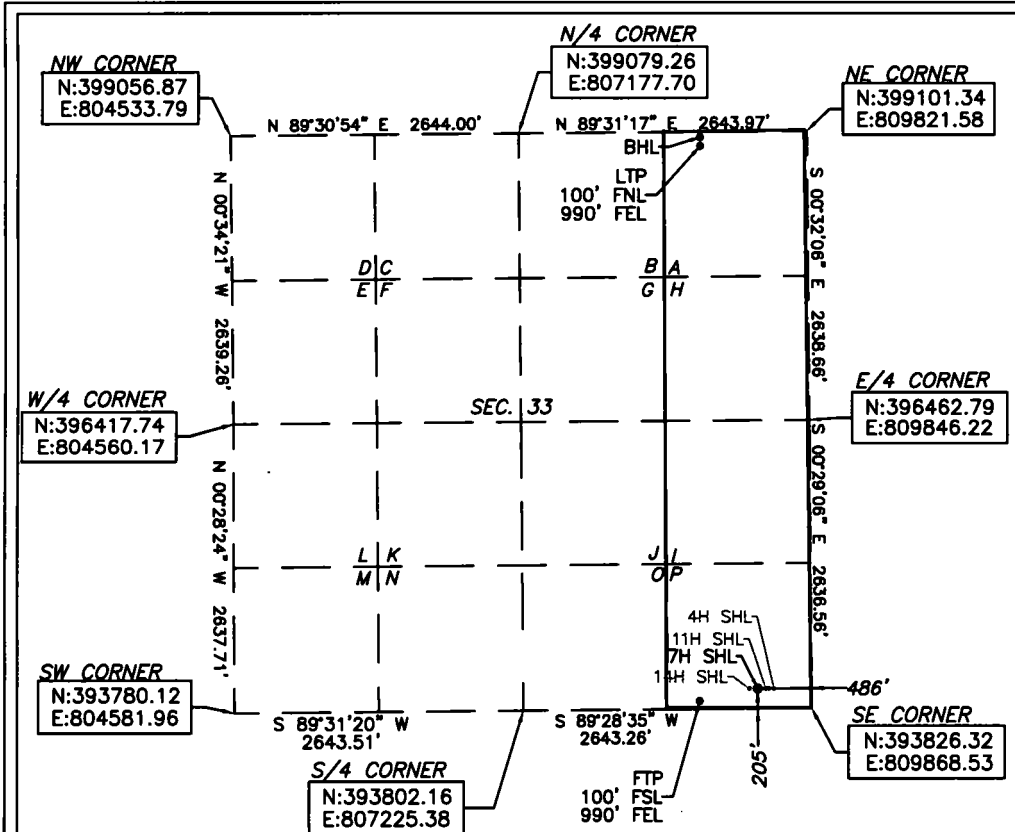 N/4 CORNER
N:399079.26
E:807177.70
NW CORNER
N:399056.87
E:804533.79
NE CORNER
N:399101.34
E:809821.58
N 89°30'54" E 2644.00'
N 89°31'17" E 2643.97'
BHL
LTP
100' FNL
990' FEL
N 00°34'21" W 2639.26'
S 00°32'06" E 2638.66'
D C
E F
B A
G H
W/4 CORNER
N:396417.74
E:804560.17
SEC. 33
E/4 CORNER
N:396462.79
E:809846.22
N 00°28'24" W 2637.71'
S 00°29'06" E 2636.56'
L K
M N
J I
O P
4H SHL
11H SHL
7H SHL
14H SHL
486'
205'
SW CORNER
N:393780.12
E:804581.96
S 89°31'20" W
2643.51'
S 89°28'35" W
2643.26'
SE CORNER
N:393826.32
E:809868.53
S/4 CORNER
N:393802.16
E:807225.38
FTP
100' FSL
990' FEL